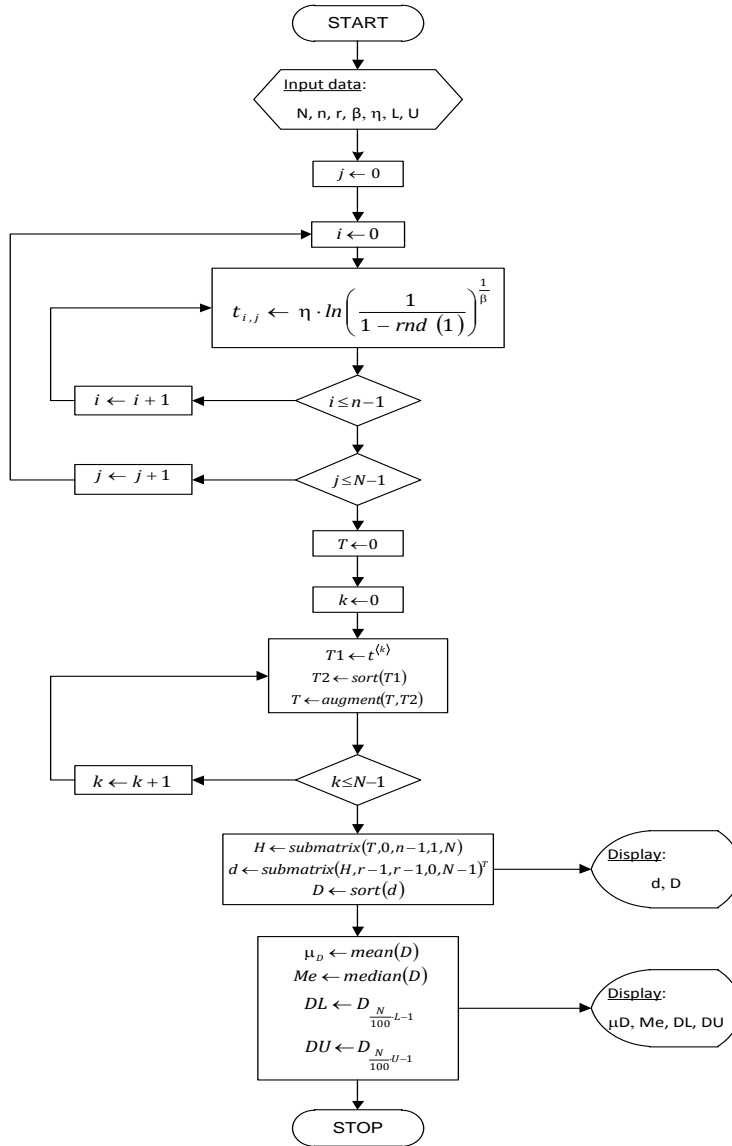 START
Input data:
N, n, r, β, η, L, U
j ← 0
i ← 0
t_{i,j} ← η · ln(1 / (1 − rnd (1)))^{1/β}
i ← i + 1
i ≤ n − 1
j ← j + 1
j ≤ N − 1
T ← 0
k ← 0
T1 ← t^{⟨k⟩}
T2 ← sort(T1)
T ← augment(T, T2)
k ← k + 1
k ≤ N − 1
H ← submatrix(T,0,n−1,1,N)
d ← submatrix(H,r−1,r−1,0,N−1)^T
D ← sort(d)
Display:
d, D
μ_D ← mean(D)
Me ← median(D)
DL ← D_{N/100·L−1}
DU ← D_{N/100·U−1}
Display:
μD, Me, DL, DU
STOP